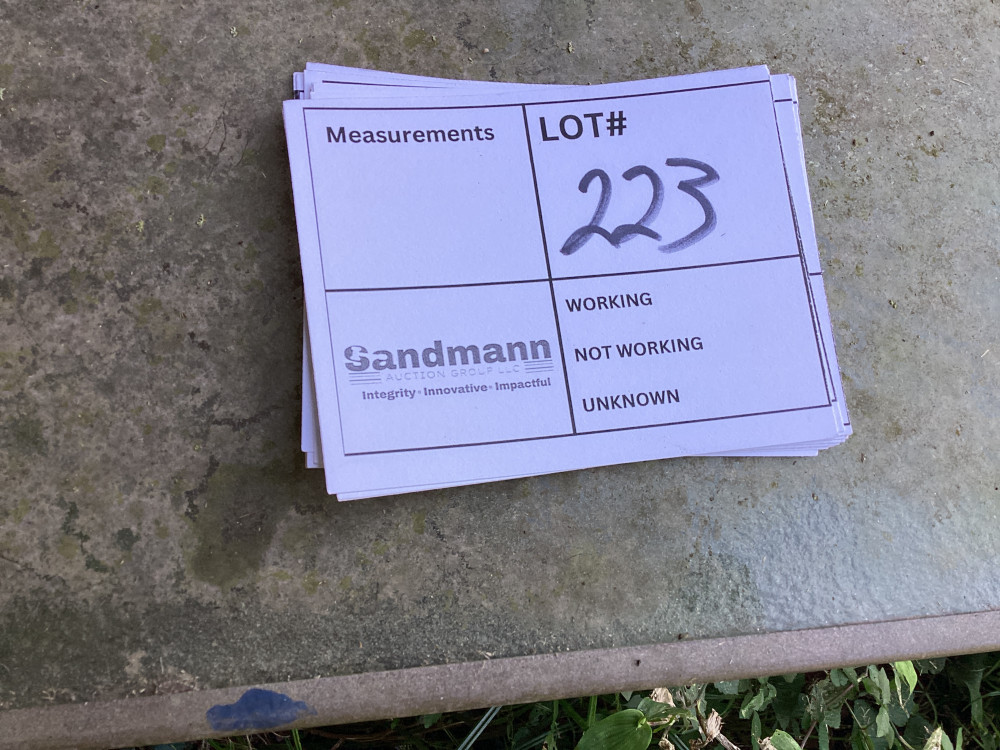 Measurements
LOT#
223
Sandmann
AUCTION GROUP LLC
Integrity • Innovative • Impactful
WORKING
NOT WORKING
UNKNOWN